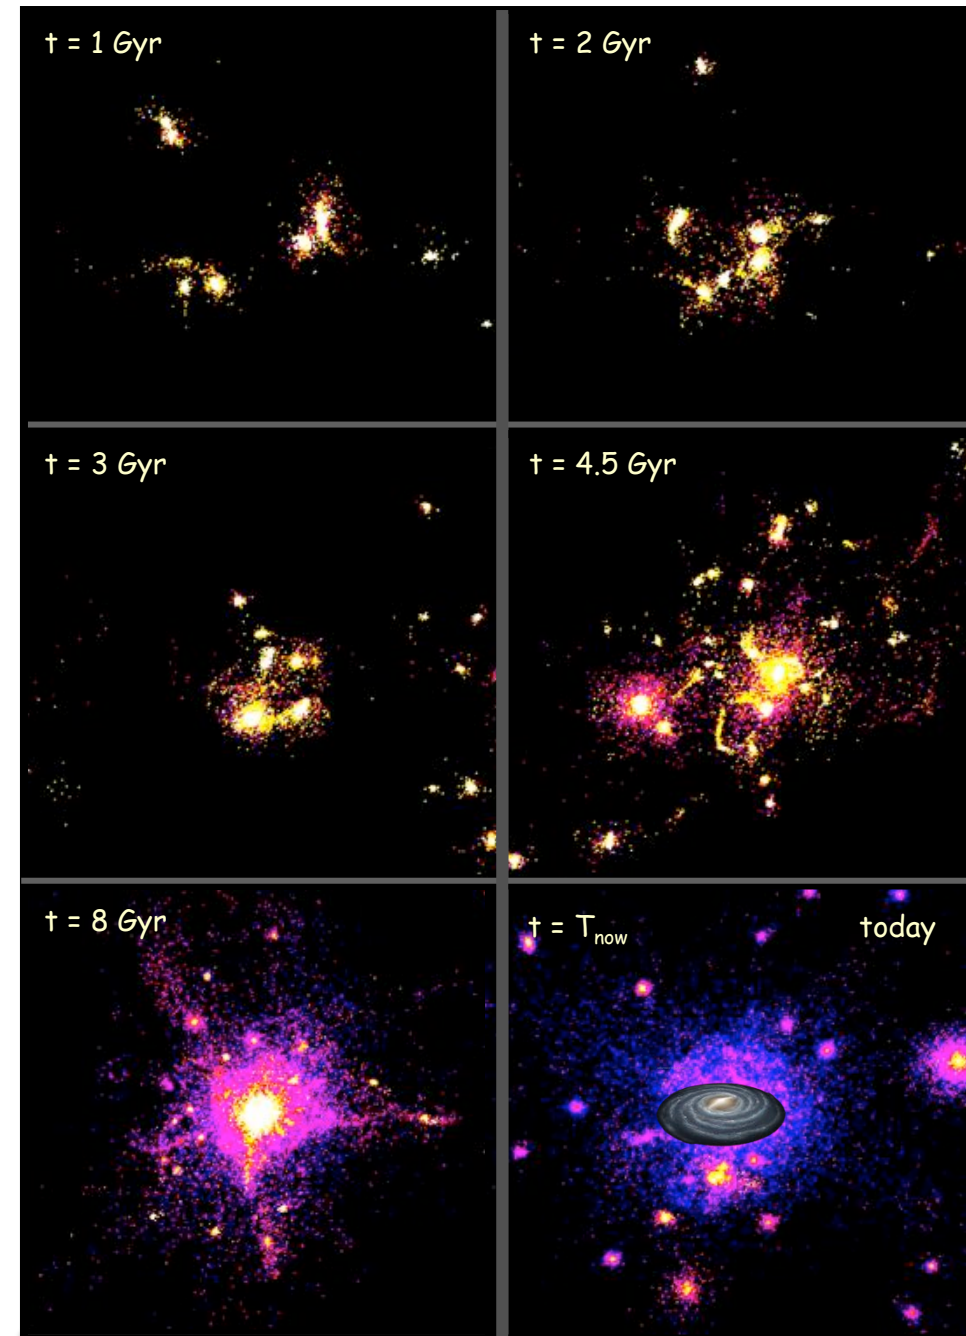 t = 1 Gyr
t = 2 Gyr
t = 3 Gyr
t = 4.5 Gyr
t = 8 Gyr
t = Tnow today